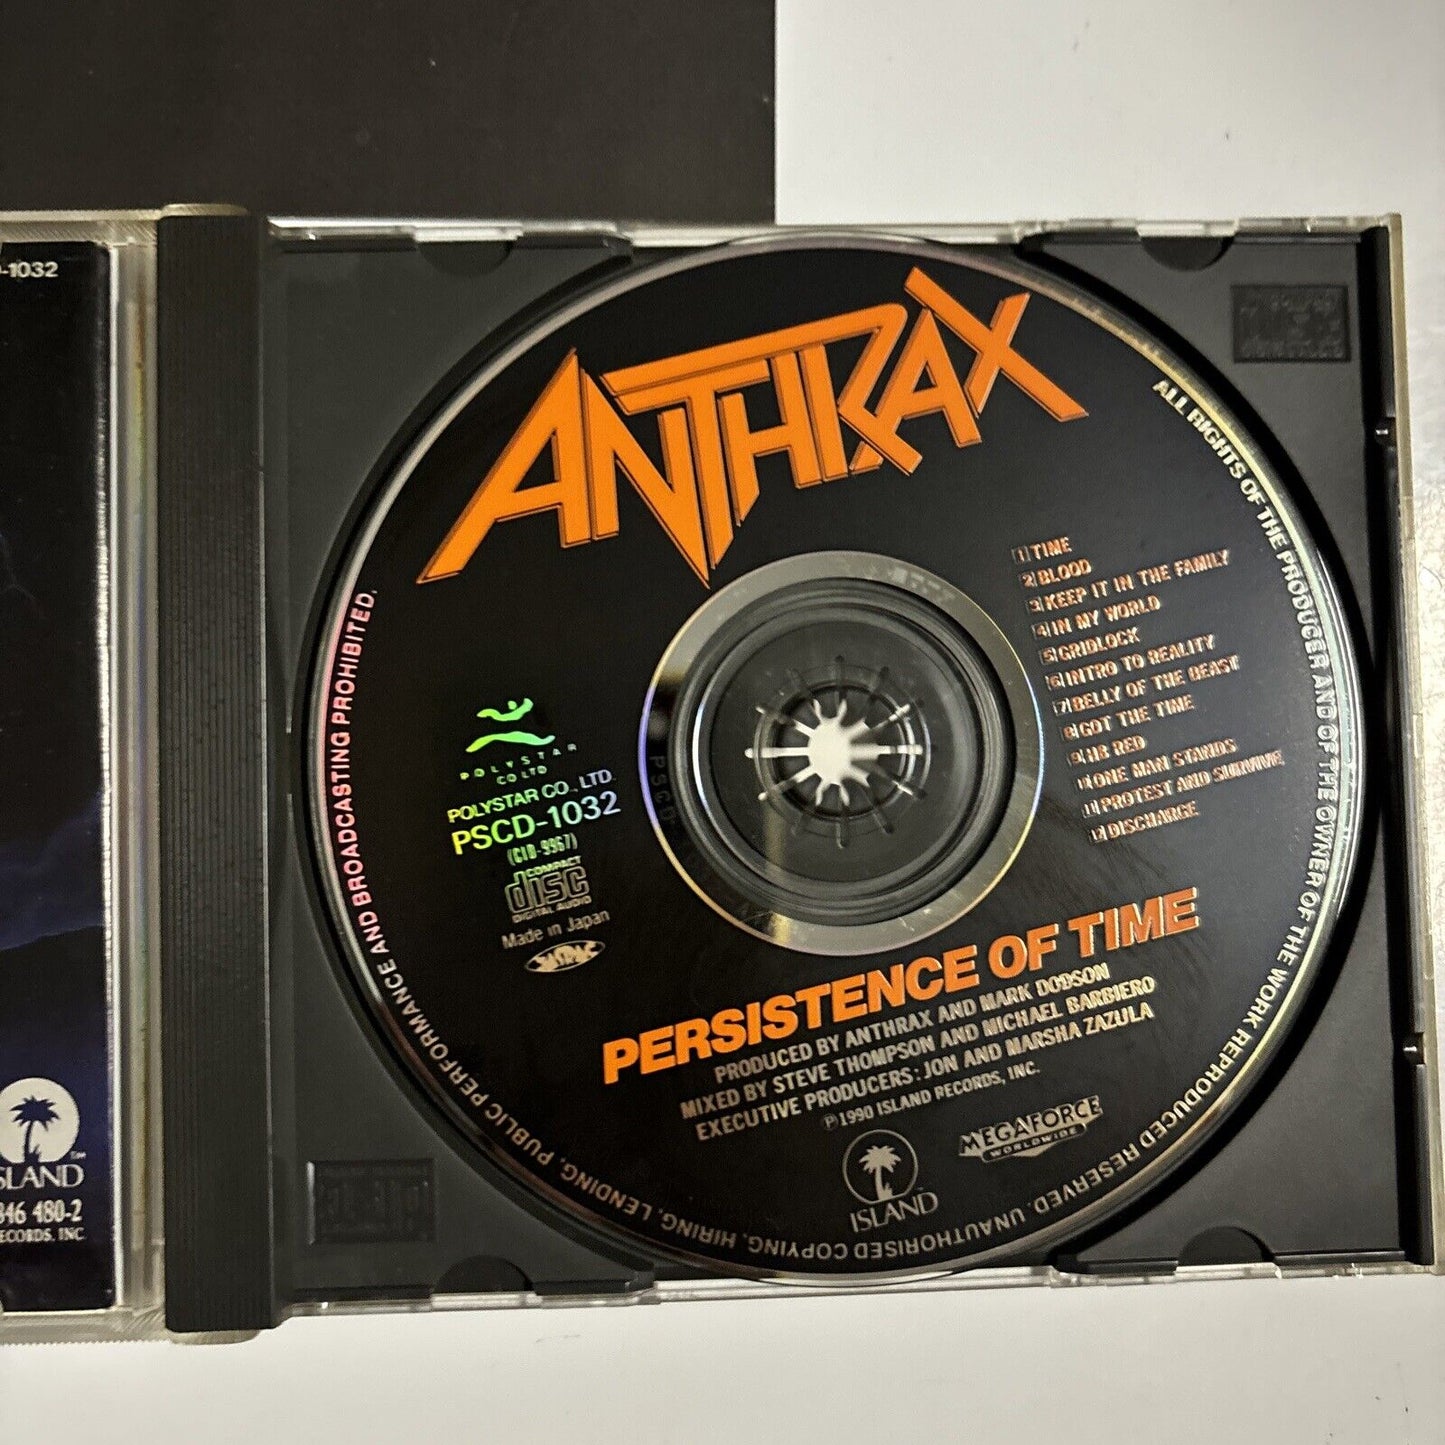 -1032
ANTHRAX
1 TIME
2 BLOOD
3 KEEP IT IN THE FAMILY
4 IN MY WORLD
5 GRIDLOCK
6 INTRO TO REALITY
7 BELLY OF THE BEAST
8 GOT THE TIME
9 H8 RED
10 ONE MAN STANDS
11 PROTEST AND SURVIVE
12 DISCHARGE
POLYSTAR
CO LTD
POLYSTAR CO., LTD
PSCD-1032
(CID-9967)
COMPACT
disc
DIGITAL AUDIO
Made in Japan
PERSISTENCE OF TIME
PRODUCED BY ANTHRAX AND MARK DODSON
MIXED BY STEVE THOMPSON AND MICHAEL BARBIERO
EXECUTIVE PRODUCERS: JON AND MARSHA ZAZULA
℗1990 ISLAND RECORDS, INC.
ISLAND
MEGAFORCE
WORLDWIDE
ALL RIGHTS OF THE PRODUCER AND OF THE OWNER OF THE WORK REPRODUCED RESERVED. UNAUTHORISED COPYING, HIRING, LENDING, PUBLIC PERFORMANCE AND BROADCASTING PROHIBITED.
PSCD
ISLAND™
846 480-2
RECORDS, INC